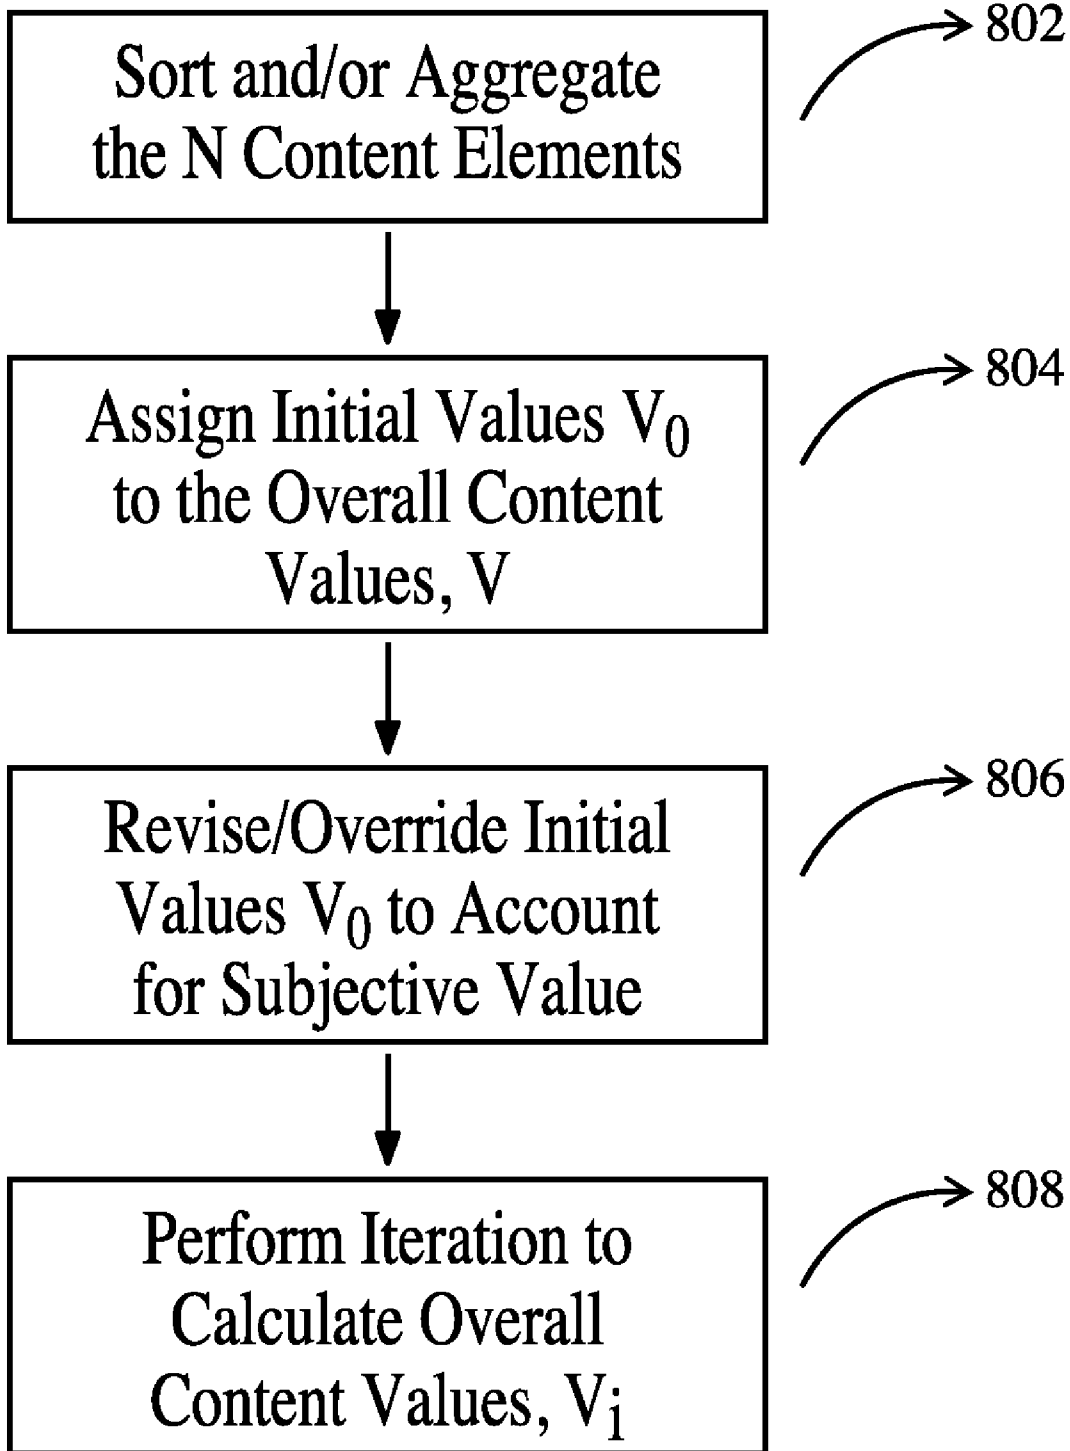 802
Sort and/or Aggregate
the N Content Elements
804
Assign Initial Values V₀
to the Overall Content
Values, V
806
Revise/Override Initial
Values V₀ to Account
for Subjective Value
808
Perform Iteration to
Calculate Overall
Content Values, Vᵢ